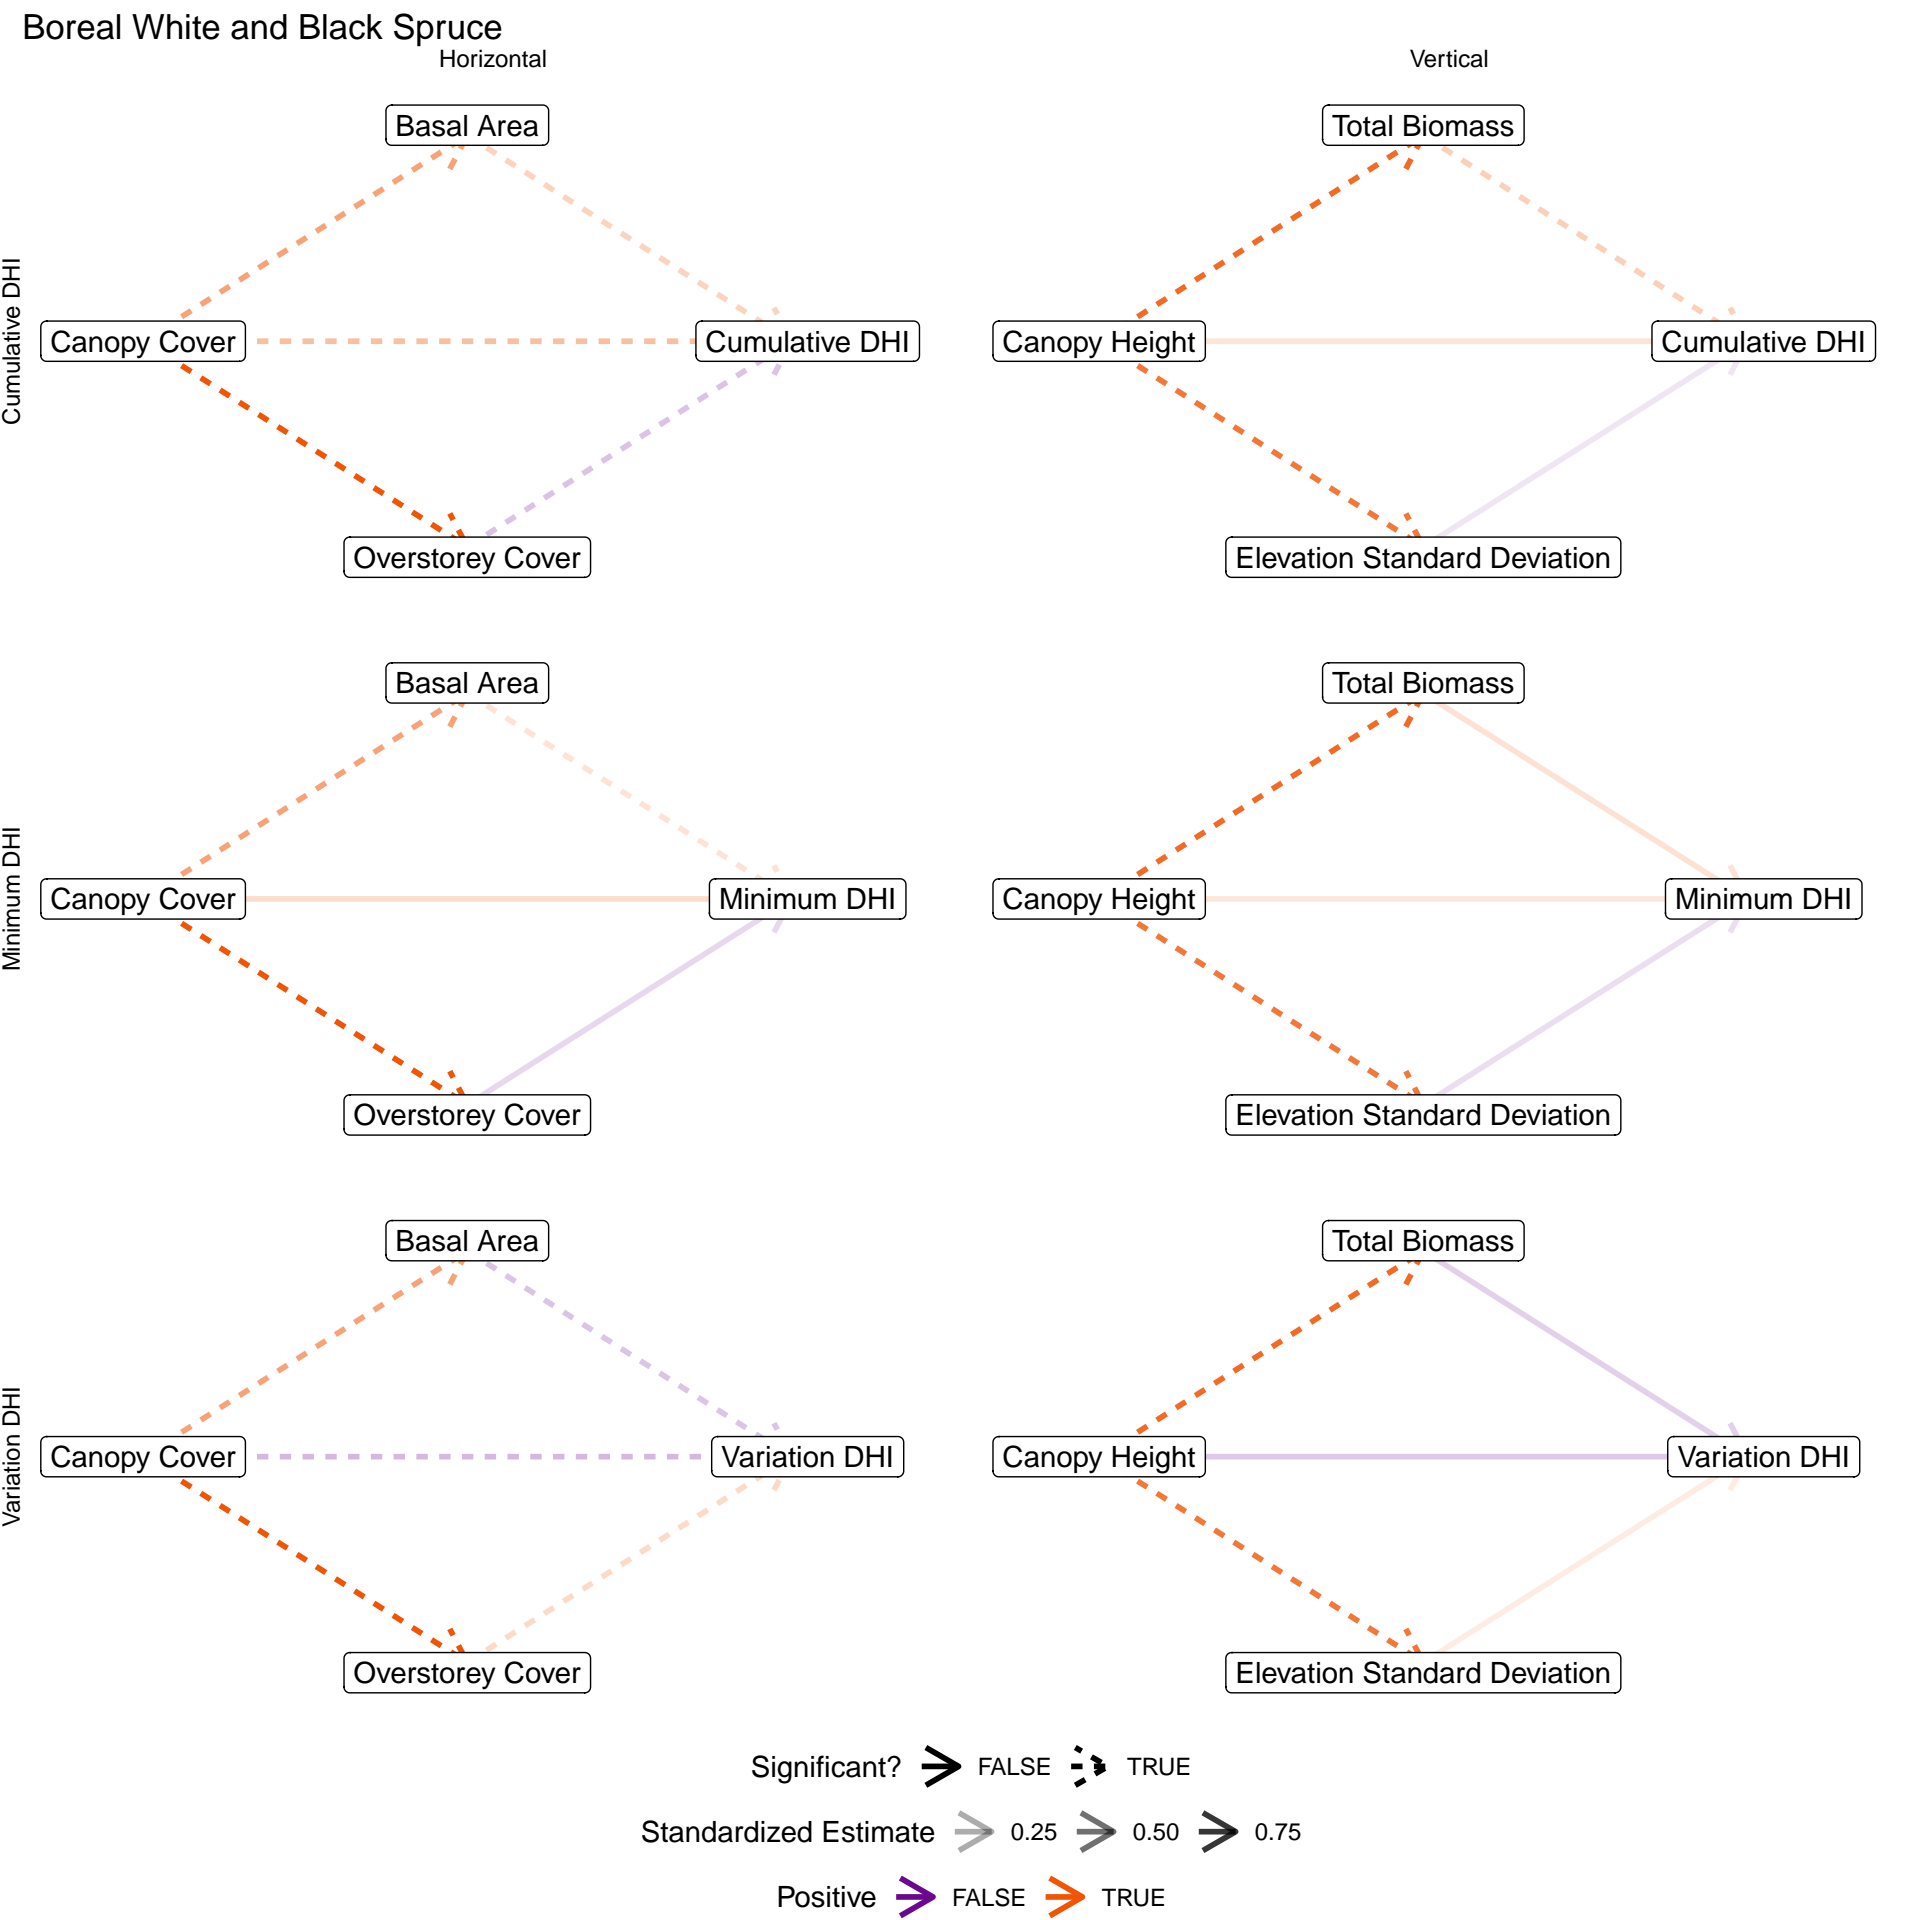 Boreal White and Black Spruce
Horizontal
Vertical
Cumulative DHI
Basal Area
Total Biomass
Canopy Cover
Cumulative DHI
Canopy Height
Cumulative DHI
Overstorey Cover
Elevation Standard Deviation
Minimum DHI
Basal Area
Total Biomass
Canopy Cover
Minimum DHI
Canopy Height
Minimum DHI
Overstorey Cover
Elevation Standard Deviation
Variation DHI
Basal Area
Total Biomass
Canopy Cover
Variation DHI
Canopy Height
Variation DHI
Overstorey Cover
Elevation Standard Deviation
Significant? FALSE TRUE
Standardized Estimate 0.25 0.50 0.75
Positive FALSE TRUE